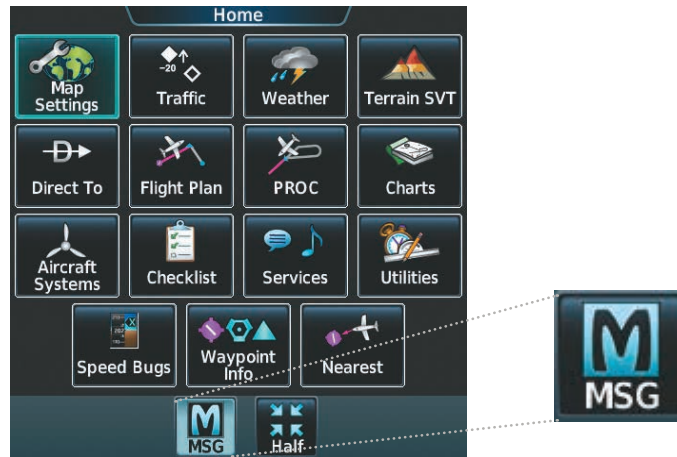 Home
Map
Settings
-20
Traffic
Weather
Terrain SVT
D
Direct To
Flight Plan
PROC
Charts
Aircraft
Systems
Checklist
Services
Utilities
Speed Bugs
Waypoint
Info
Nearest
M
MSG
Half
M
MSG